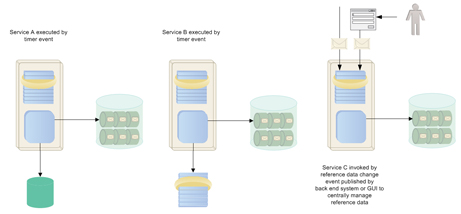 Service A executed by
timer event
Service B executed by
timer event
Service C invoked by
reference data change
event published by
back end system or GUI to
centrally manage
reference data